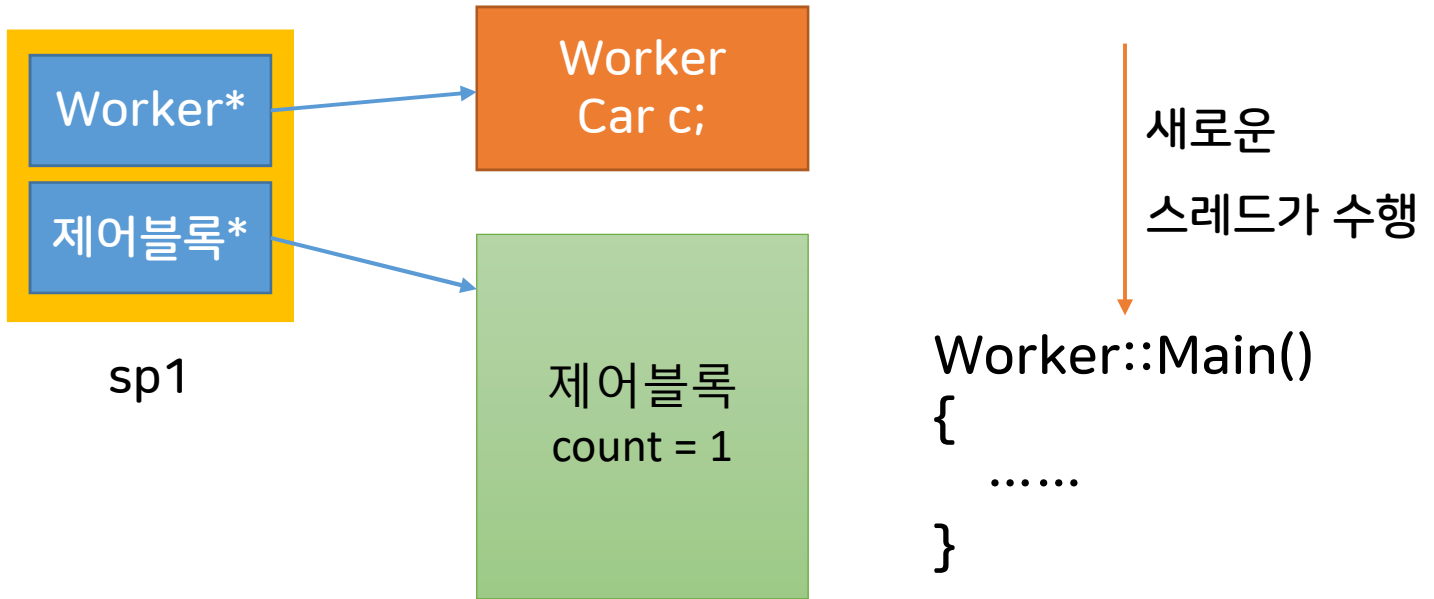 Worker*
제어블록*
sp1
Worker
Car c;
제어블록
count = 1
새로운
스레드가 수행
Worker::Main()
{
……
}